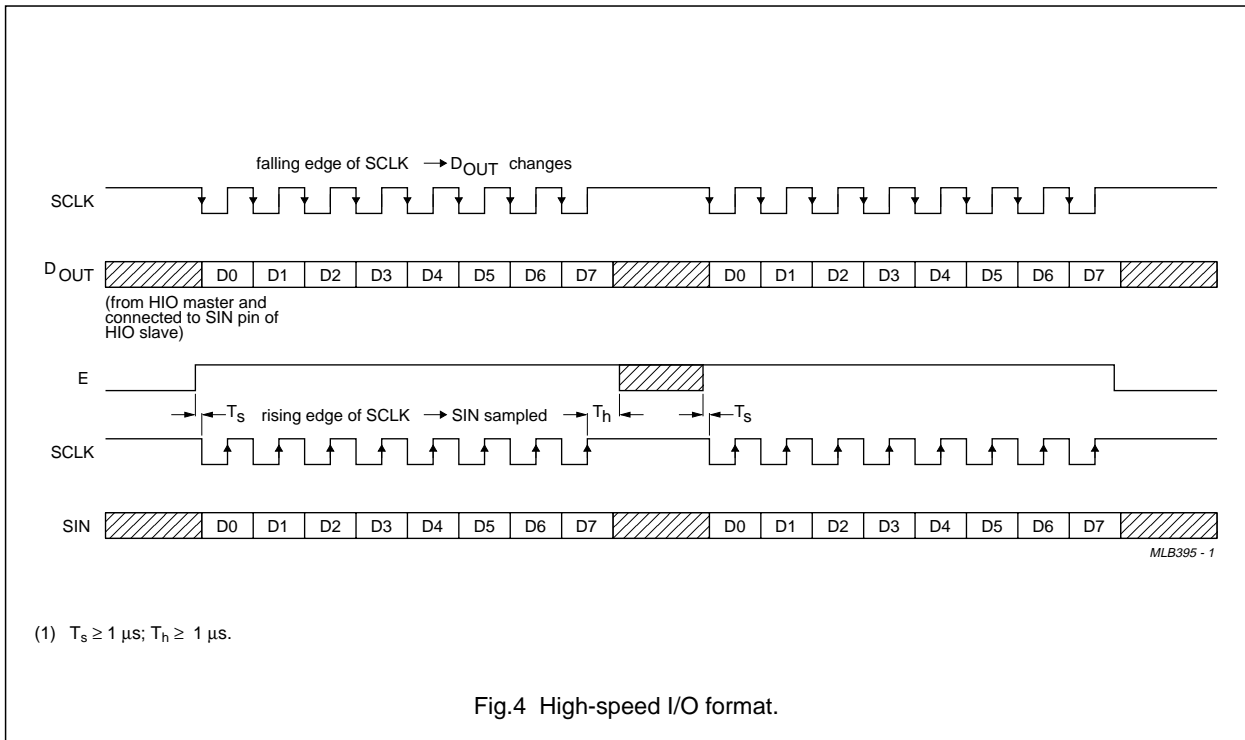 falling edge of SCLK → DOUT changes
SCLK
DOUT D0 D1 D2 D3 D4 D5 D6 D7 D0 D1 D2 D3 D4 D5 D6 D7
(from HIO master and
connected to SIN pin of
HIO slave)
E
Ts rising edge of SCLK → SIN sampled Th Ts
SCLK
SIN D0 D1 D2 D3 D4 D5 D6 D7 D0 D1 D2 D3 D4 D5 D6 D7
MLB395 - 1
(1) Ts ≥ 1 μs; Th ≥ 1 μs.
Fig.4 High-speed I/O format.